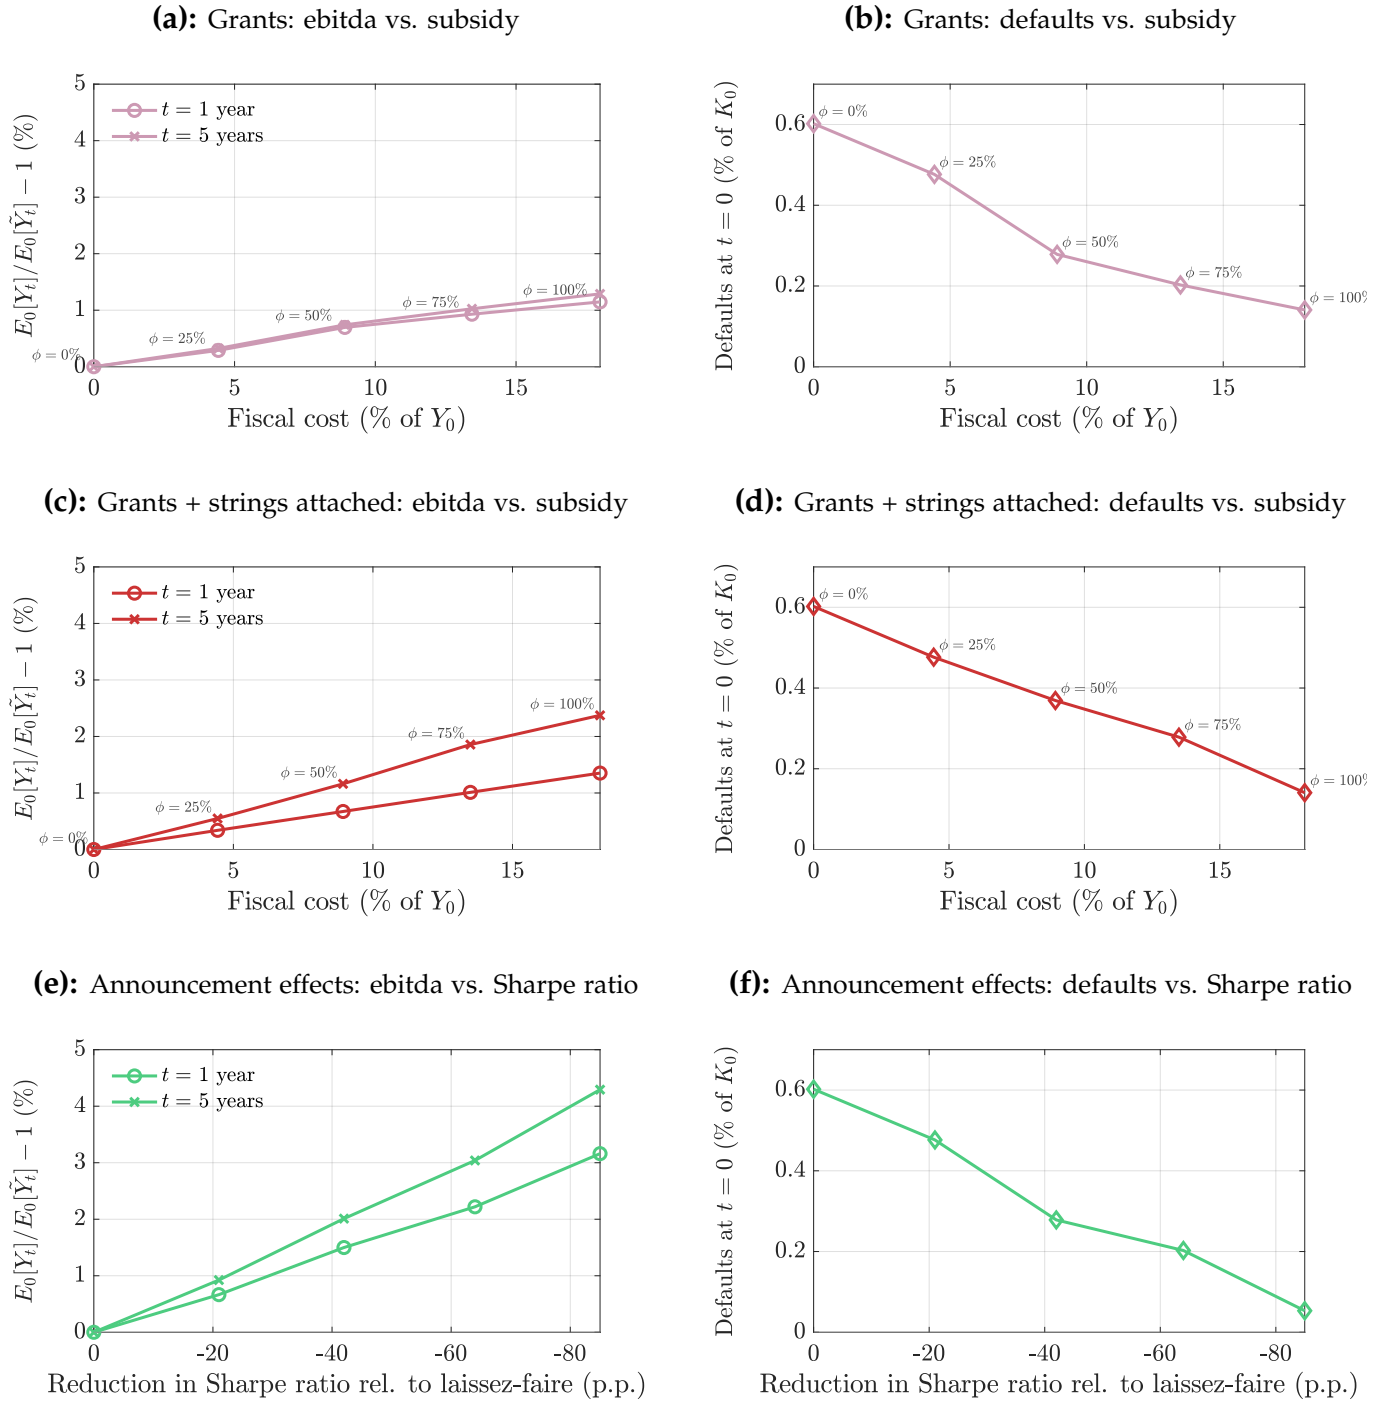 (a): Grants: ebitda vs. subsidy
E₀[Yₜ]/E₀[Ỹₜ] − 1 (%)
5
4
3
2
1
0
t = 1 year
t = 5 years
ϕ = 0%
ϕ = 25%
ϕ = 50%
ϕ = 75%
ϕ = 100%
0 5 10 15
Fiscal cost (% of Y₀)
(b): Grants: defaults vs. subsidy
Defaults at t = 0 (% of K₀)
0.6
0.4
0.2
0
ϕ = 0%
ϕ = 25%
ϕ = 50%
ϕ = 75%
ϕ = 100%
0 5 10 15
Fiscal cost (% of Y₀)
(c): Grants + strings attached: ebitda vs. subsidy
E₀[Yₜ]/E₀[Ỹₜ] − 1 (%)
5
4
3
2
1
0
t = 1 year
t = 5 years
ϕ = 0%
ϕ = 25%
ϕ = 50%
ϕ = 75%
ϕ = 100%
0 5 10 15
Fiscal cost (% of Y₀)
(d): Grants + strings attached: defaults vs. subsidy
Defaults at t = 0 (% of K₀)
0.6
0.4
0.2
0
ϕ = 0%
ϕ = 25%
ϕ = 50%
ϕ = 75%
ϕ = 100%
0 5 10 15
Fiscal cost (% of Y₀)
(e): Announcement effects: ebitda vs. Sharpe ratio
E₀[Yₜ]/E₀[Ỹₜ] − 1 (%)
5
4
3
2
1
0
t = 1 year
t = 5 years
0 -20 -40 -60 -80
Reduction in Sharpe ratio rel. to laissez-faire (p.p.)
(f): Announcement effects: defaults vs. Sharpe ratio
Defaults at t = 0 (% of K₀)
0.6
0.4
0.2
0
0 -20 -40 -60 -80
Reduction in Sharpe ratio rel. to laissez-faire (p.p.)